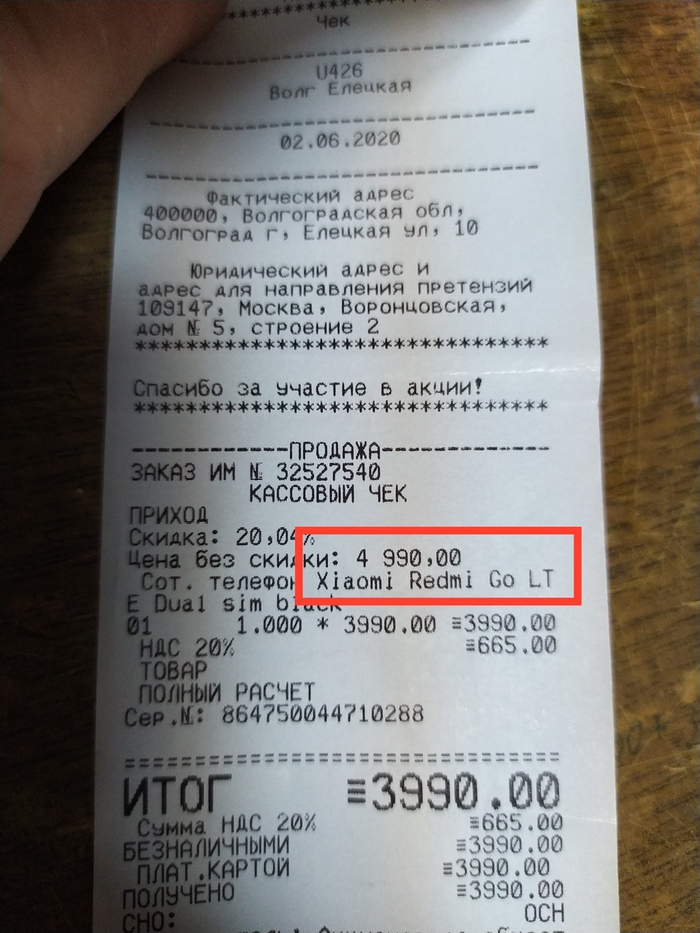 ********************************
Чек
U426
Волг Елецкая
02.06.2020
Фактический адрес
400000, Волгоградская обл,
Волгоград г, Елецкая ул, 10
Юридический адрес и
адрес для направления претензий
109147, Москва, Воронцовская,
дом № 5, строение 2
********************************
Спасибо за участие в акции!
********************************
------------ПРОДАЖА-------------
ЗАКАЗ ИМ № 32527540
КАССОВЫЙ ЧЕК
ПРИХОД
Скидка: 20,04%
Цена без скидки: 4 990,00
Сот. телефон Xiaomi Redmi Go LT
E Dual sim black
01 1.000 * 3990.00 ≡3990.00
НДС 20% ≡665.00
ТОВАР
ПОЛНЫЙ РАСЧЕТ
Сер.№: 864750044710288
================================
ИТОГ ≡3990.00
Сумма НДС 20% ≡665.00
БЕЗНАЛИЧНЫМИ ≡3990.00
ПЛАТ.КАРТОЙ ≡3990.00
ПОЛУЧЕНО ≡3990.00
СНО: ОСН